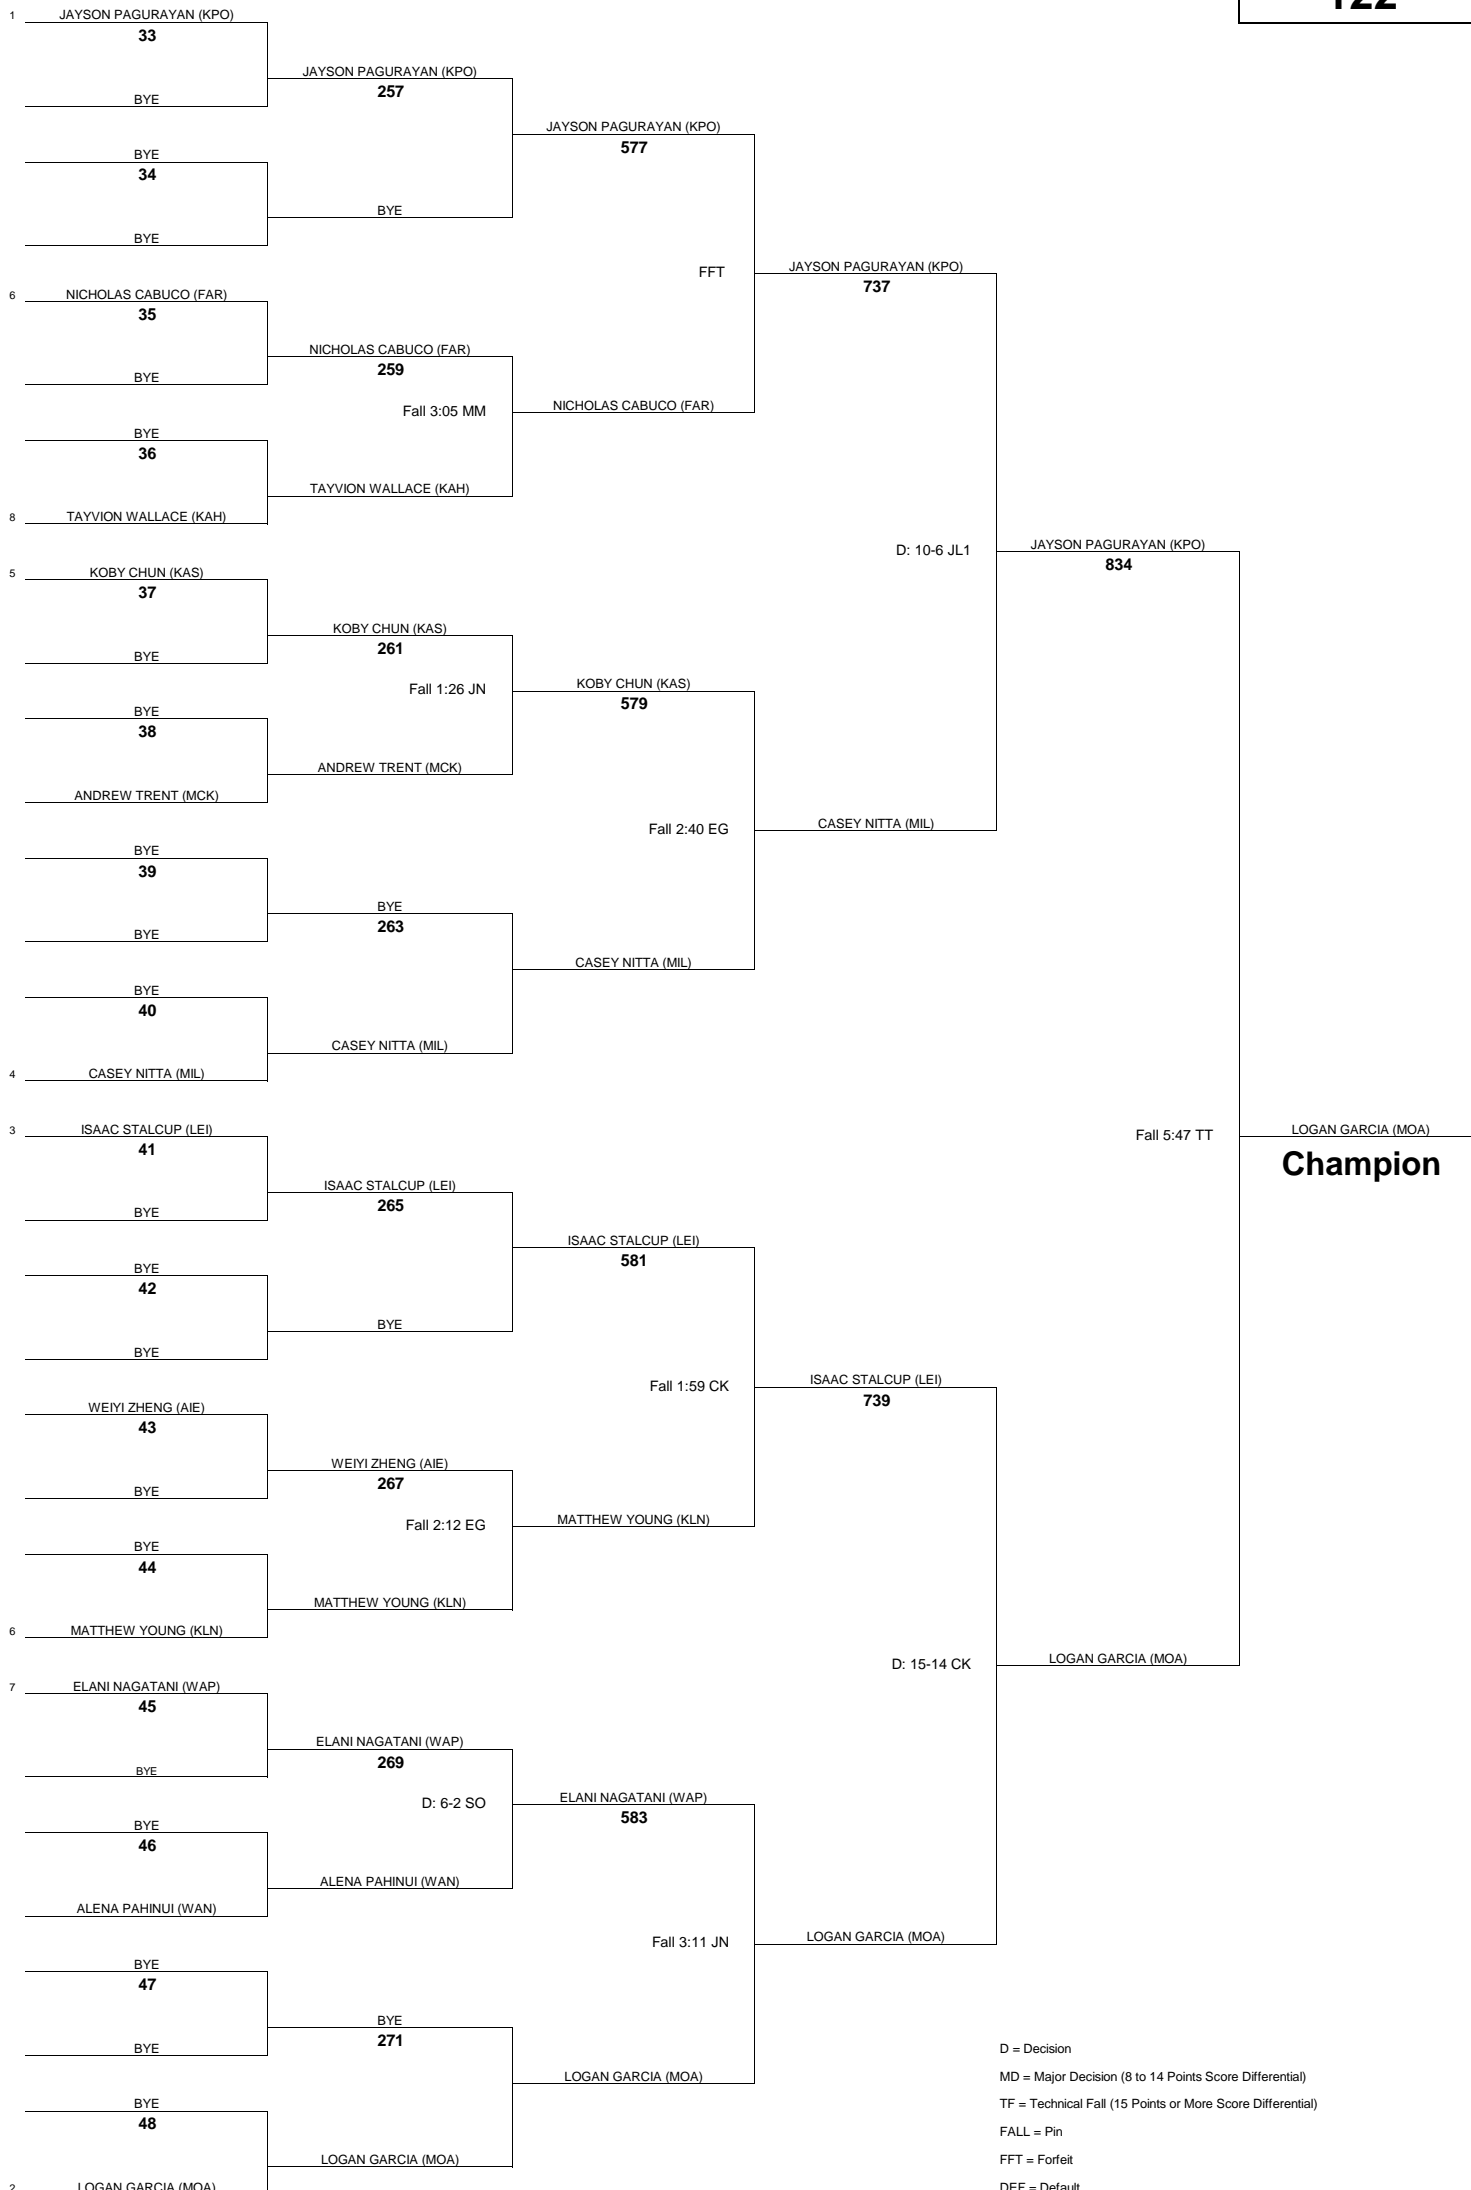 122
1 JAYSON PAGURAYAN (KPO)
33
BYE
BYE
34
BYE
6 NICHOLAS CABUCO (FAR)
35
BYE
BYE
36
8 TAYVION WALLACE (KAH)
5 KOBY CHUN (KAS)
37
BYE
BYE
38
ANDREW TRENT (MCK)
BYE
39
BYE
BYE
40
4 CASEY NITTA (MIL)
3 ISAAC STALCUP (LEI)
41
BYE
BYE
42
BYE
WEIYI ZHENG (AIE)
43
BYE
BYE
44
6 MATTHEW YOUNG (KLN)
7 ELANI NAGATANI (WAP)
45
BYE
BYE
46
ALENA PAHINUI (WAN)
BYE
47
BYE
BYE
48
2 LOGAN GARCIA (MOA)
JAYSON PAGURAYAN (KPO)
257
BYE
NICHOLAS CABUCO (FAR)
259
Fall 3:05 MM
TAYVION WALLACE (KAH)
KOBY CHUN (KAS)
261
Fall 1:26 JN
ANDREW TRENT (MCK)
BYE
263
CASEY NITTA (MIL)
ISAAC STALCUP (LEI)
265
BYE
WEIYI ZHENG (AIE)
267
Fall 2:12 EG
MATTHEW YOUNG (KLN)
ELANI NAGATANI (WAP)
269
D: 6-2 SO
ALENA PAHINUI (WAN)
BYE
271
LOGAN GARCIA (MOA)
JAYSON PAGURAYAN (KPO)
577
FFT
NICHOLAS CABUCO (FAR)
KOBY CHUN (KAS)
579
Fall 2:40 EG
CASEY NITTA (MIL)
ISAAC STALCUP (LEI)
581
Fall 1:59 CK
MATTHEW YOUNG (KLN)
ELANI NAGATANI (WAP)
583
Fall 3:11 JN
LOGAN GARCIA (MOA)
JAYSON PAGURAYAN (KPO)
737
D: 10-6 JL1
CASEY NITTA (MIL)
ISAAC STALCUP (LEI)
739
D: 15-14 CK
LOGAN GARCIA (MOA)
JAYSON PAGURAYAN (KPO)
834
Fall 5:47 TT
LOGAN GARCIA (MOA)
LOGAN GARCIA (MOA)
Champion
D = Decision
MD = Major Decision (8 to 14 Points Score Differential)
TF = Technical Fall (15 Points or More Score Differential)
FALL = Pin
FFT = Forfeit
DEF = Default